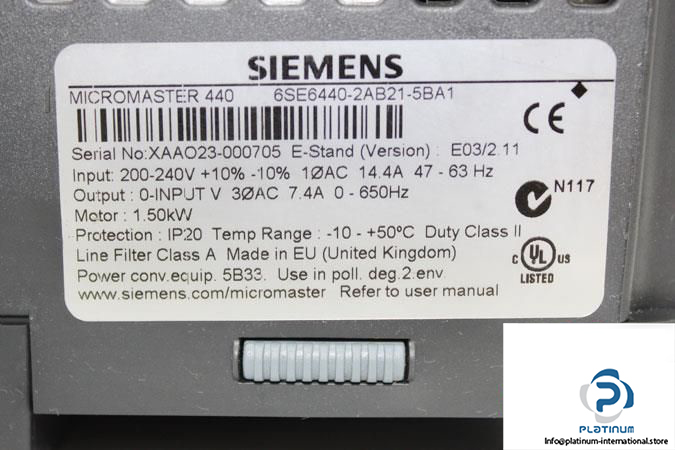 SIEMENS
MICROMASTER 440 6SE6440-2AB21-5BA1
Serial No:XAAO23-000705 E-Stand (Version) : E03/2.11
Input: 200-240V +10% -10% 1ØAC 14.4A 47 - 63 Hz
Output : 0-INPUT V 3ØAC 7.4A 0 - 650Hz
Motor : 1.50kW
Protection : IP20 Temp Range : -10 - +50°C Duty Class II
Line Filter Class A Made in EU (United Kingdom)
Power conv.equip. 5B33. Use in poll. deg.2.env.
www.siemens.com/micromaster Refer to user manual
CE
N117
C UL US
LISTED
PLATINUM
Info@platinum-international.store